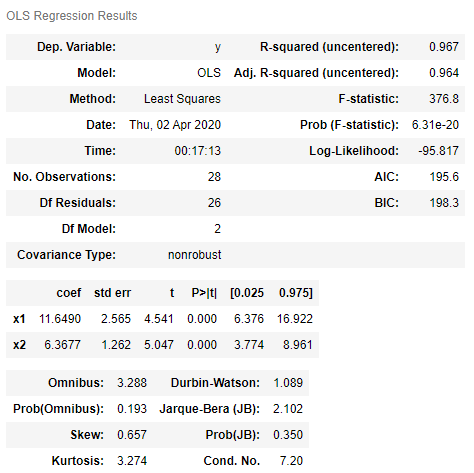 OLS Regression Results
Dep. Variable: y R-squared (uncentered): 0.967
Model: OLS Adj. R-squared (uncentered): 0.964
Method: Least Squares F-statistic: 376.8
Date: Thu, 02 Apr 2020 Prob (F-statistic): 6.31e-20
Time: 00:17:13 Log-Likelihood: -95.817
No. Observations: 28 AIC: 195.6
Df Residuals: 26 BIC: 198.3
Df Model: 2
Covariance Type: nonrobust
coef std err t P>|t| [0.025 0.975]
x1 11.6490 2.565 4.541 0.000 6.376 16.922
x2 6.3677 1.262 5.047 0.000 3.774 8.961
Omnibus: 3.288 Durbin-Watson: 1.089
Prob(Omnibus): 0.193 Jarque-Bera (JB): 2.102
Skew: 0.657 Prob(JB): 0.350
Kurtosis: 3.274 Cond. No. 7.20